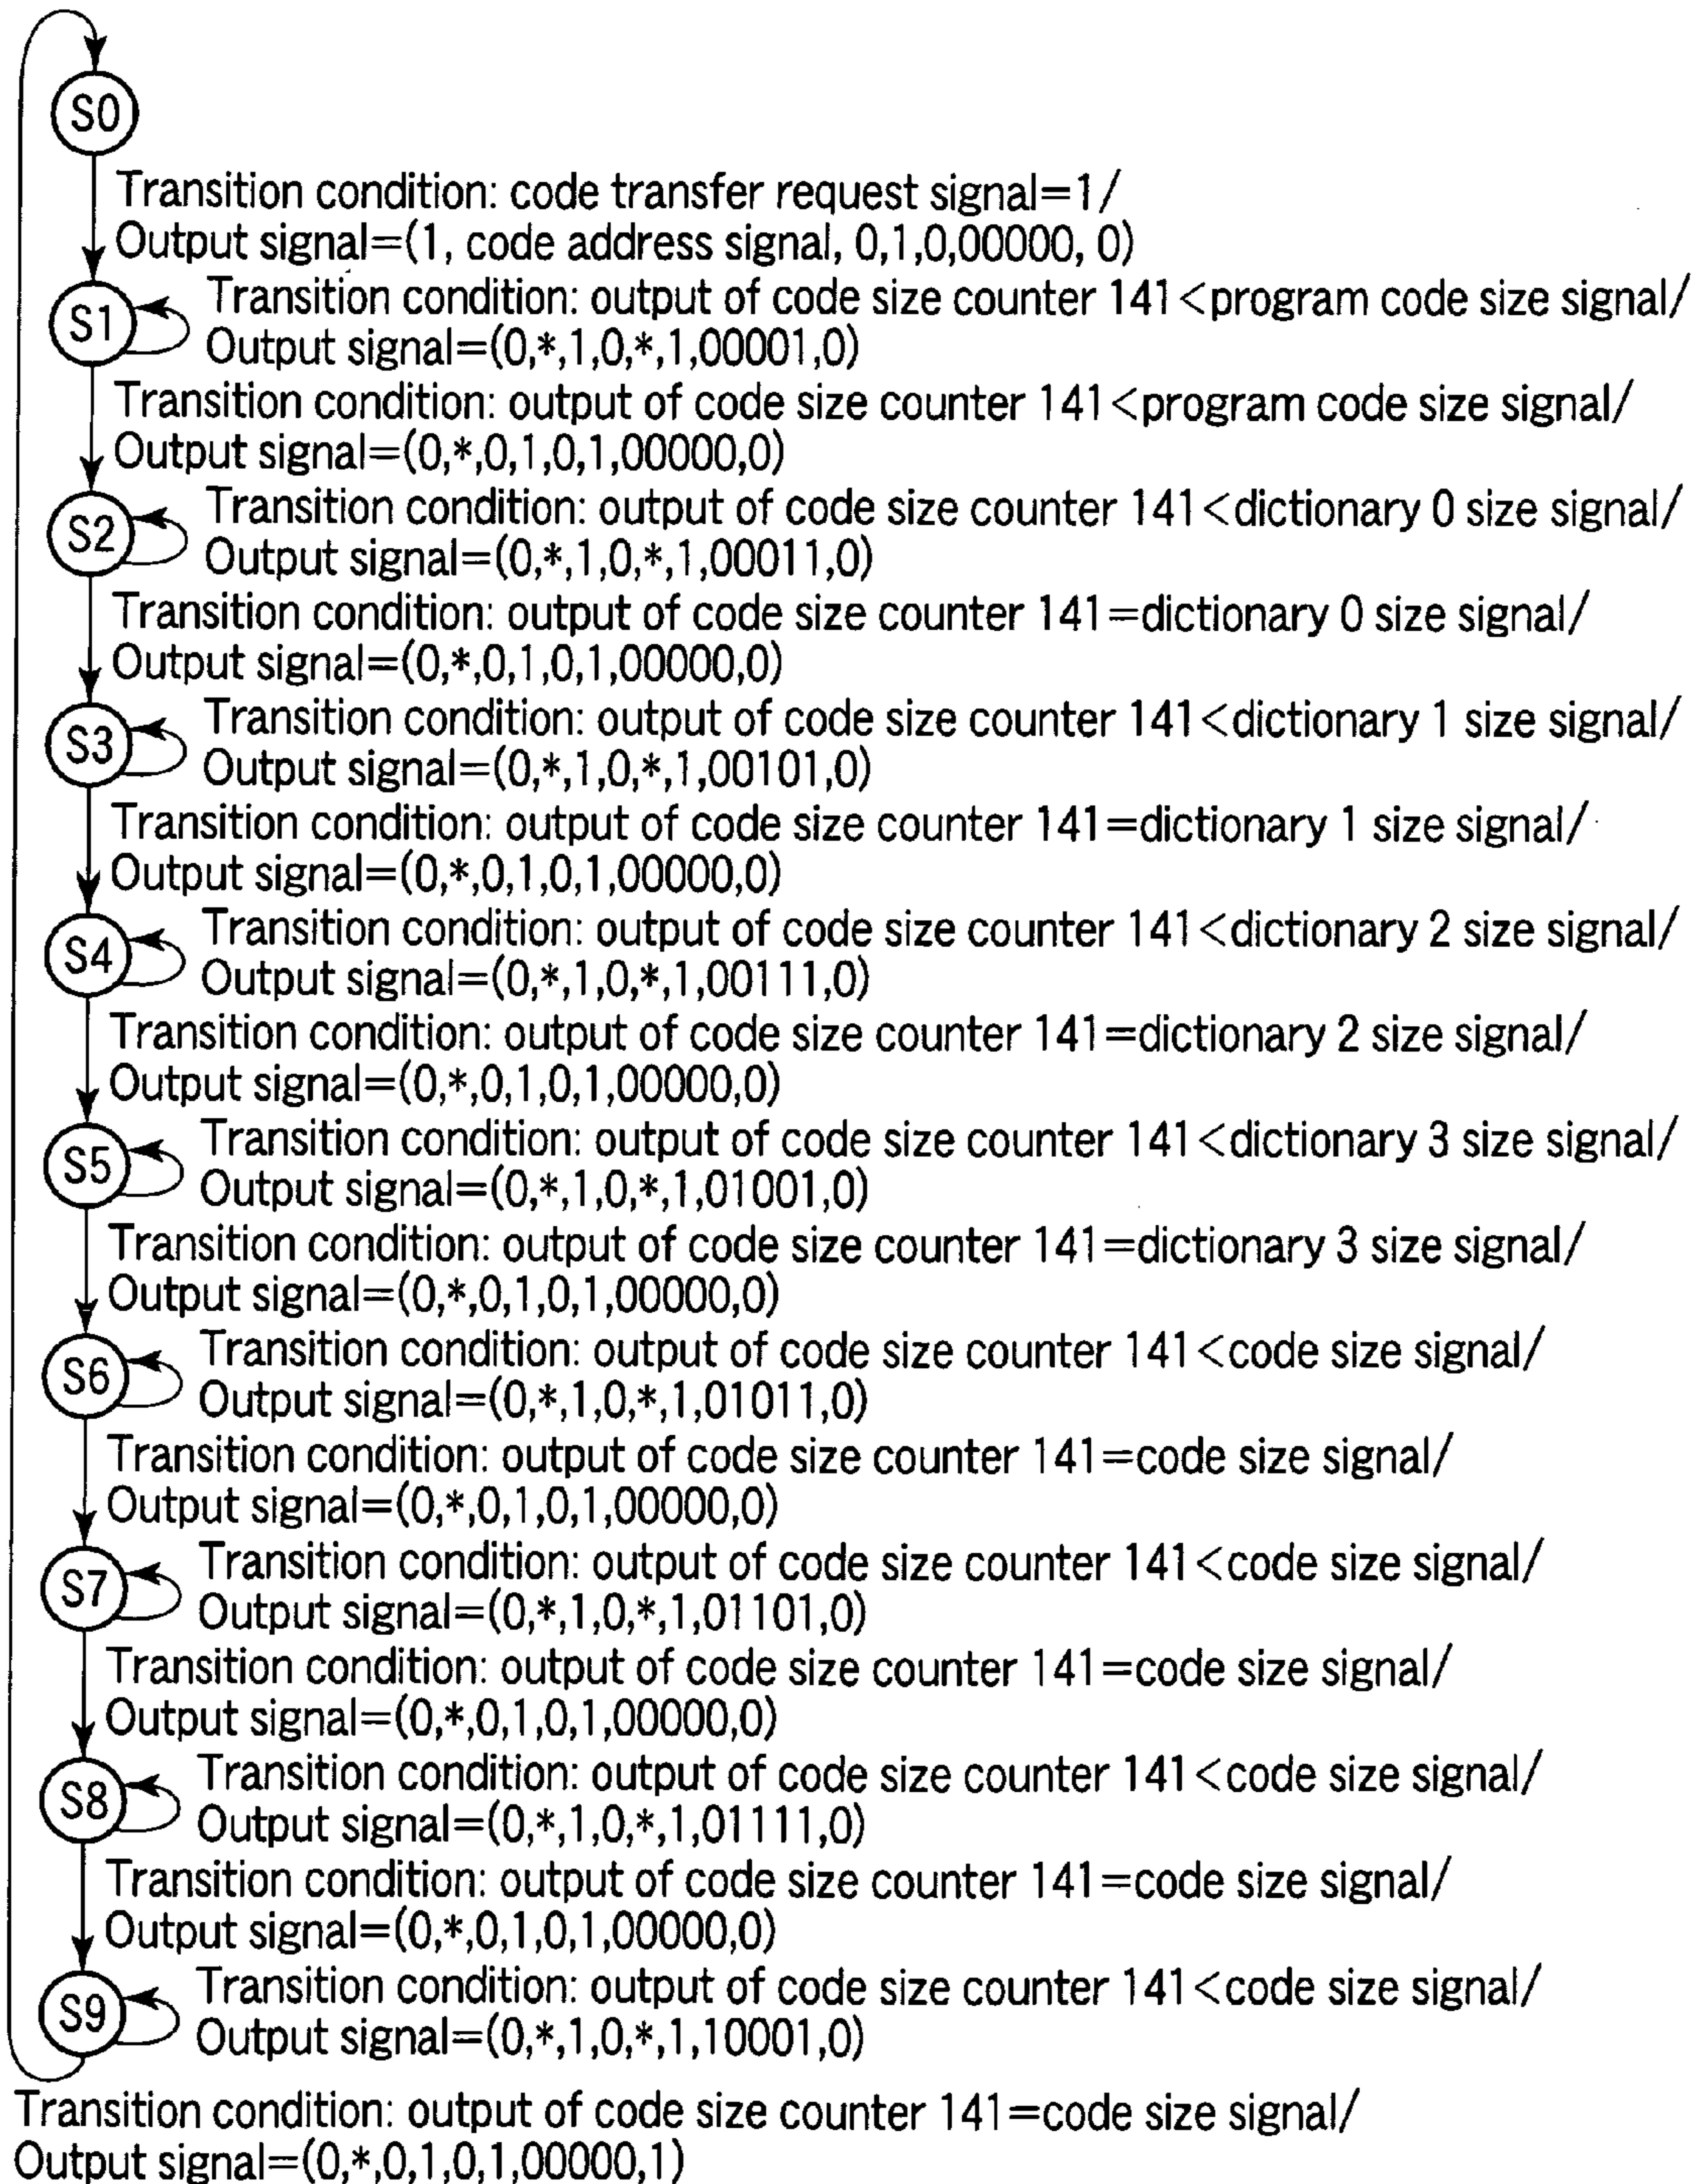 S0
Transition condition: code transfer request signal=1/
Output signal=(1, code address signal, 0,1,0,00000, 0)
S1
Transition condition: output of code size counter 141<program code size signal/
Output signal=(0,*,1,0,*,1,00001,0)
Transition condition: output of code size counter 141<program code size signal/
Output signal=(0,*,0,1,0,1,00000,0)
S2
Transition condition: output of code size counter 141<dictionary 0 size signal/
Output signal=(0,*,1,0,*,1,00011,0)
Transition condition: output of code size counter 141=dictionary 0 size signal/
Output signal=(0,*,0,1,0,1,00000,0)
S3
Transition condition: output of code size counter 141<dictionary 1 size signal/
Output signal=(0,*,1,0,*,1,00101,0)
Transition condition: output of code size counter 141=dictionary 1 size signal/
Output signal=(0,*,0,1,0,1,00000,0)
S4
Transition condition: output of code size counter 141<dictionary 2 size signal/
Output signal=(0,*,1,0,*,1,00111,0)
Transition condition: output of code size counter 141=dictionary 2 size signal/
Output signal=(0,*,0,1,0,1,00000,0)
S5
Transition condition: output of code size counter 141<dictionary 3 size signal/
Output signal=(0,*,1,0,*,1,01001,0)
Transition condition: output of code size counter 141=dictionary 3 size signal/
Output signal=(0,*,0,1,0,1,00000,0)
S6
Transition condition: output of code size counter 141<code size signal/
Output signal=(0,*,1,0,*,1,01011,0)
Transition condition: output of code size counter 141=code size signal/
Output signal=(0,*,0,1,0,1,00000,0)
S7
Transition condition: output of code size counter 141<code size signal/
Output signal=(0,*,1,0,*,1,01101,0)
Transition condition: output of code size counter 141=code size signal/
Output signal=(0,*,0,1,0,1,00000,0)
S8
Transition condition: output of code size counter 141<code size signal/
Output signal=(0,*,1,0,*,1,01111,0)
Transition condition: output of code size counter 141=code size signal/
Output signal=(0,*,0,1,0,1,00000,0)
S9
Transition condition: output of code size counter 141<code size signal/
Output signal=(0,*,1,0,*,1,10001,0)
Transition condition: output of code size counter 141=code size signal/
Output signal=(0,*,0,1,0,1,00000,1)